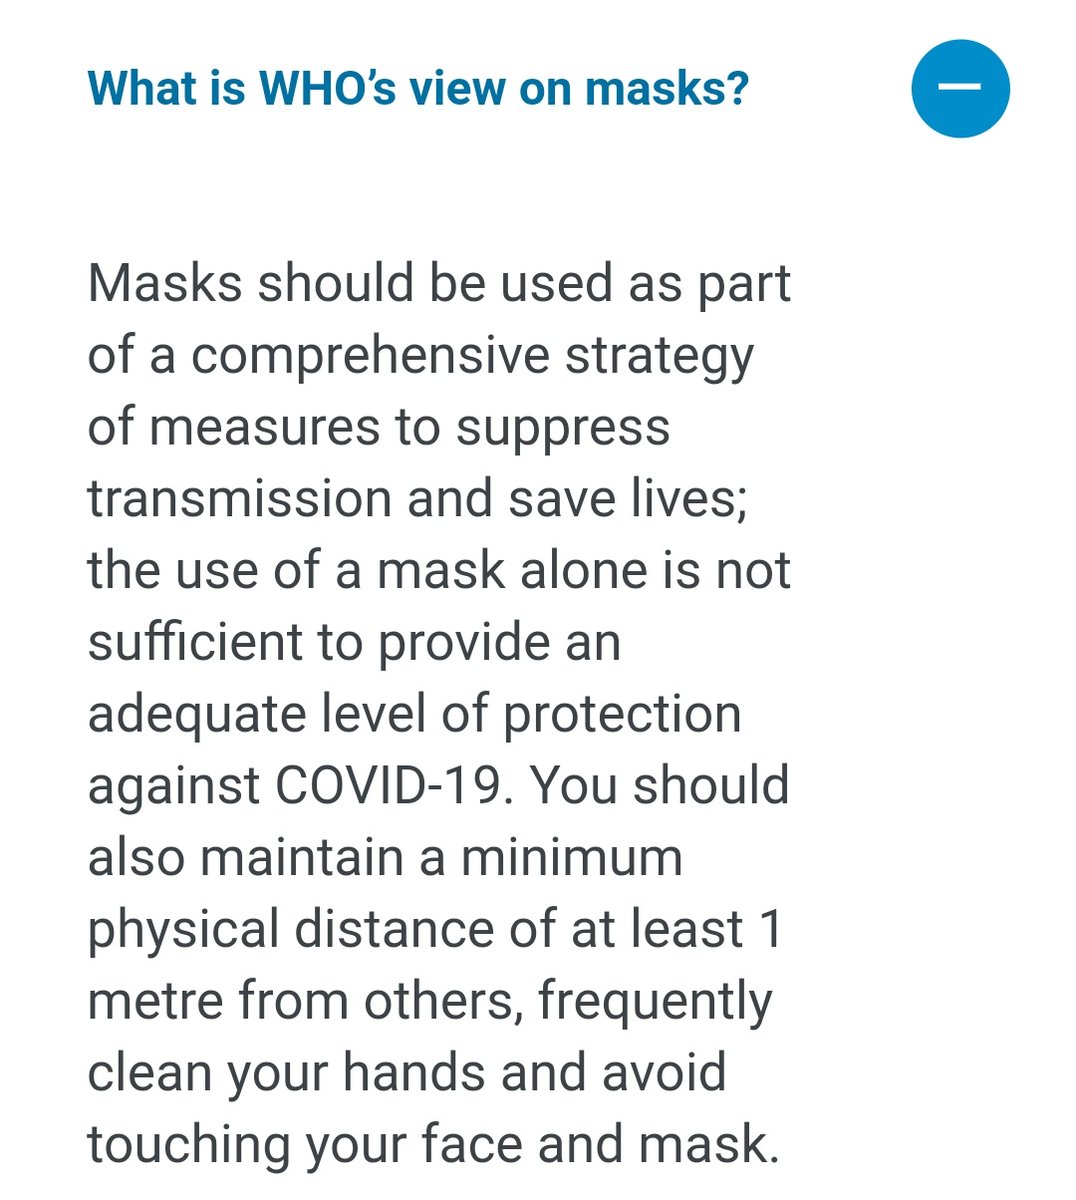 What is WHO’s view on masks?
Masks should be used as part
of a comprehensive strategy
of measures to suppress
transmission and save lives;
the use of a mask alone is not
sufficient to provide an
adequate level of protection
against COVID-19. You should
also maintain a minimum
physical distance of at least 1
metre from others, frequently
clean your hands and avoid
touching your face and mask.